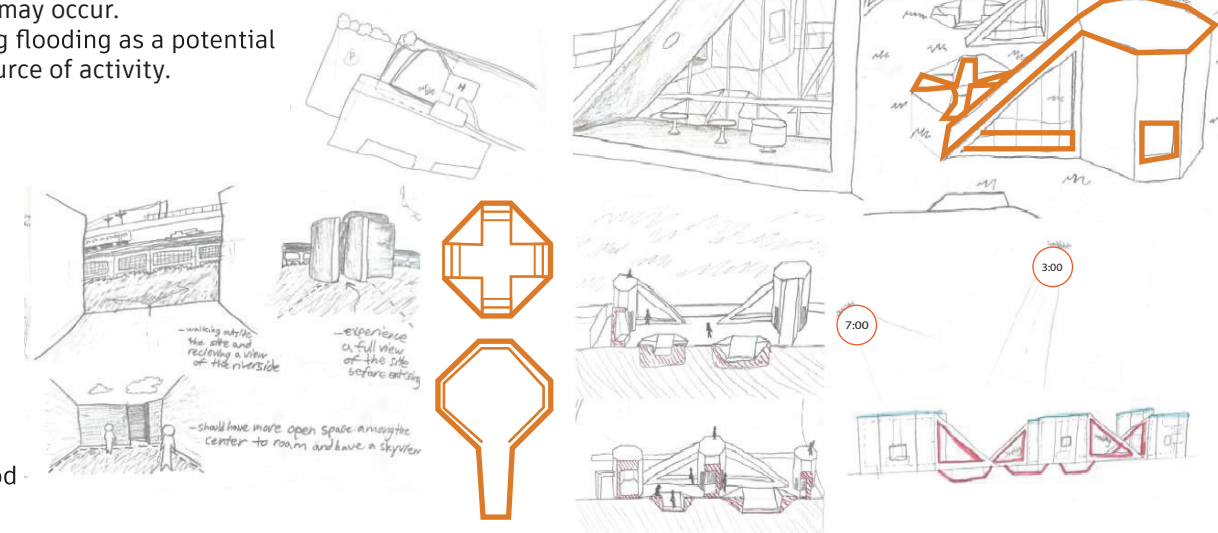 may occur.
g flooding as a potential
urce of activity.
P
H
-walking outside
the site and
recieving a view
of the riverside
-experience
a full view
of the site
before entering
-should have more open space among the
center to roam and have a skyview
od
3:00
7:00